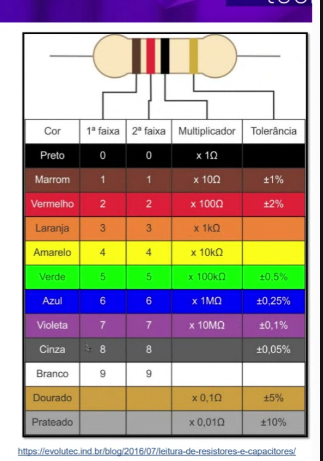 Cor 1ª faixa 2ª faixa Multiplicador Tolerância
Preto 0 0 x 1Ω
Marrom 1 1 x 10Ω ±1%
Vermelho 2 2 x 100Ω ±2%
Laranja 3 3 x 1kΩ
Amarelo 4 4 x 10kΩ
Verde 5 5 x 100kΩ ±0,5%
Azul 6 6 x 1MΩ ±0,25%
Violeta 7 7 x 10MΩ ±0,1%
Cinza 8 8 ±0,05%
Branco 9 9
Dourado x 0,1Ω ±5%
Prateado x 0,01Ω ±10%
https://evolutec.ind.br/blog/2016/07/leitura-de-resistores-e-capacitores/